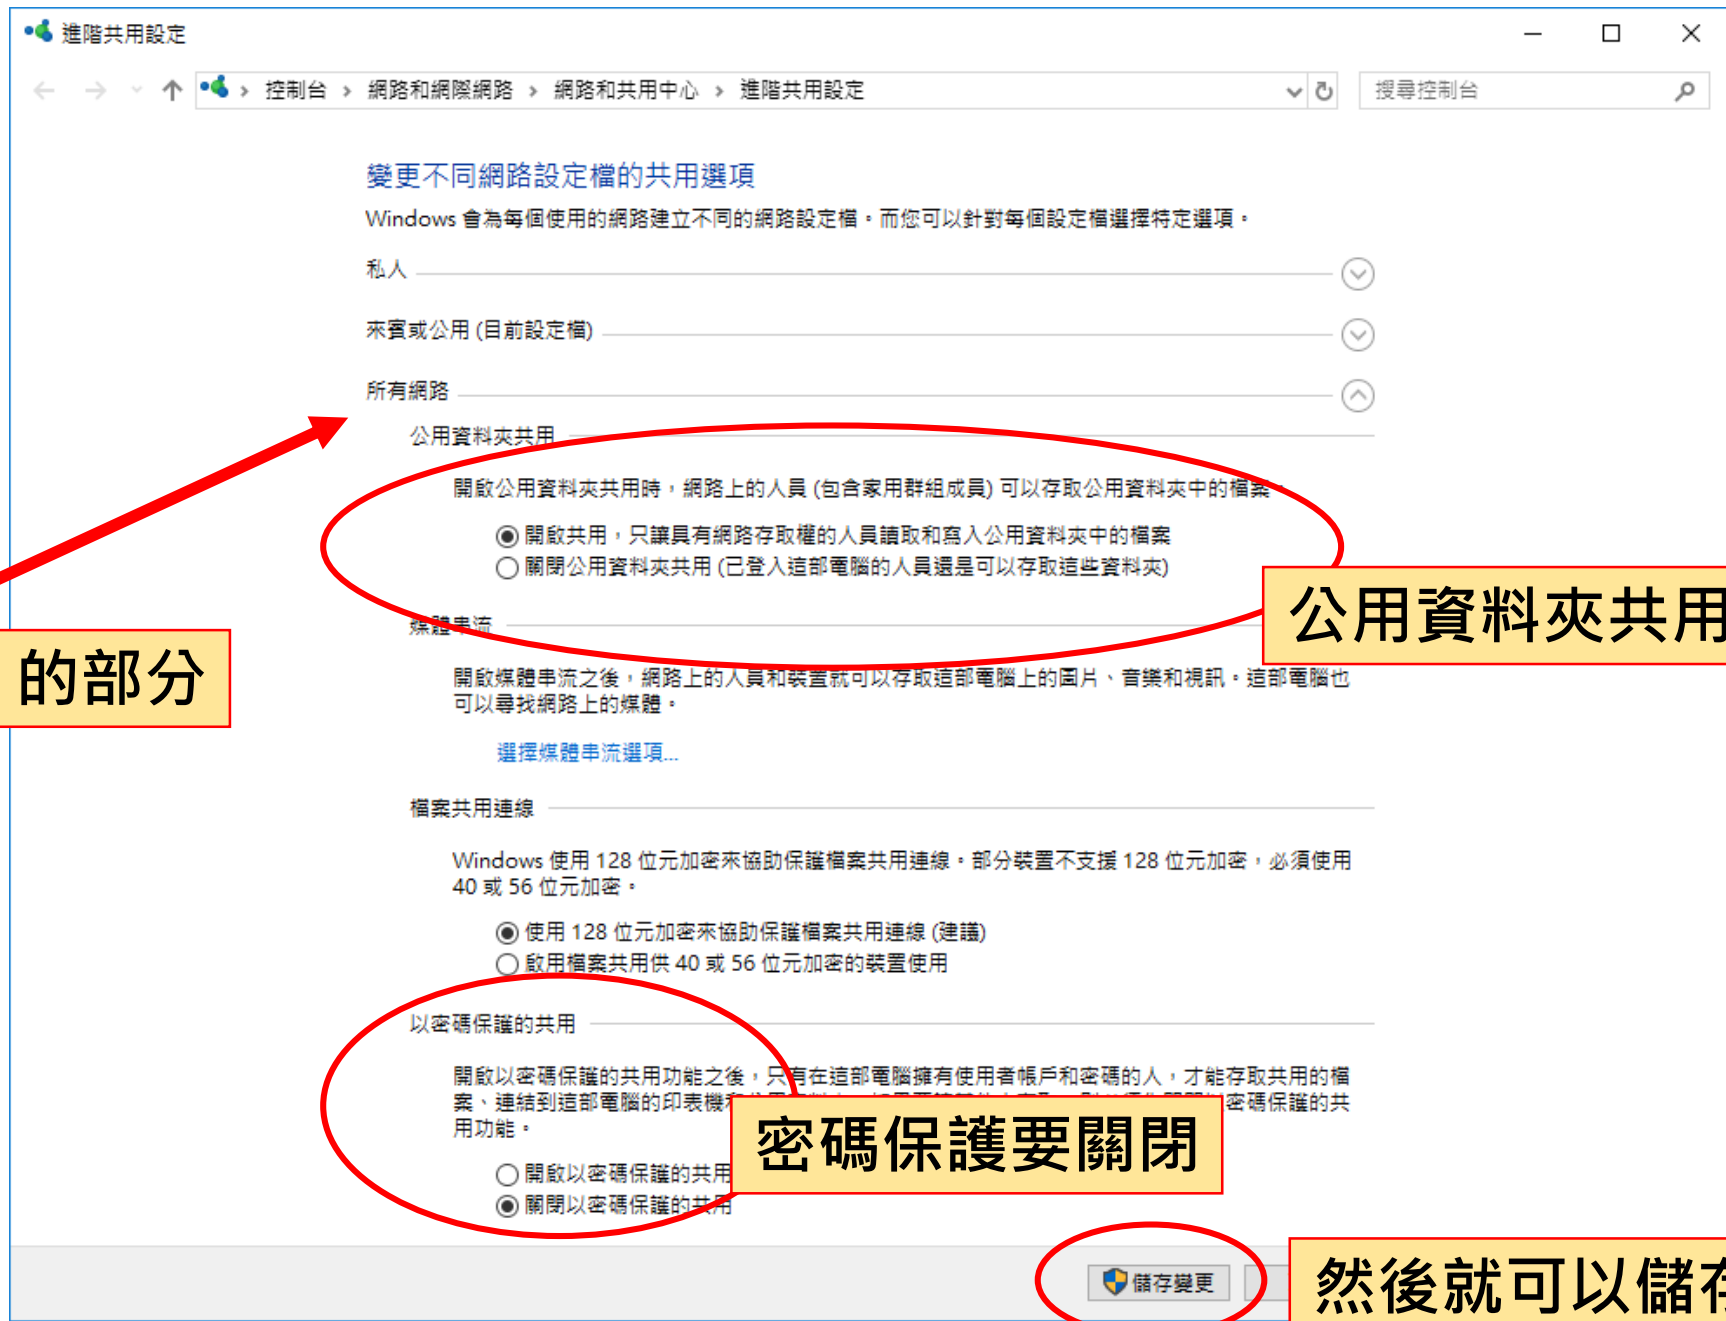 進階共用設定
控制台 › 網路和網際網路 › 網路和共用中心 › 進階共用設定
搜尋控制台
變更不同網路設定檔的共用選項
Windows 會為每個使用的網路建立不同的網路設定檔。而您可以針對每個設定檔選擇特定選項。
私人
來賓或公用 (目前設定檔)
所有網路
公用資料夾共用
開啟公用資料夾共用時，網路上的人員 (包含家用群組成員) 可以存取公用資料夾中的檔案。
開啟共用，只讓具有網路存取權的人員讀取和寫入公用資料夾中的檔案
關閉公用資料夾共用 (已登入這部電腦的人員還是可以存取這些資料夾)
公用資料夾共用
的部分
媒體串流
開啟媒體串流之後，網路上的人員和裝置就可以存取這部電腦上的圖片、音樂和視訊。這部電腦也
可以尋找網路上的媒體。
選擇媒體串流選項...
檔案共用連線
Windows 使用 128 位元加密來協助保護檔案共用連線。部分裝置不支援 128 位元加密，必須使用
40 或 56 位元加密。
使用 128 位元加密來協助保護檔案共用連線 (建議)
啟用檔案共用供 40 或 56 位元加密的裝置使用
以密碼保護的共用
開啟以密碼保護的共用功能之後，只有在這部電腦擁有使用者帳戶和密碼的人，才能存取共用的檔
案、連結到這部電腦的印表機 密碼保護的共
用功能。
密碼保護要關閉
開啟以密碼保護的共用
關閉以密碼保護的共用
儲存變更
然後就可以儲存